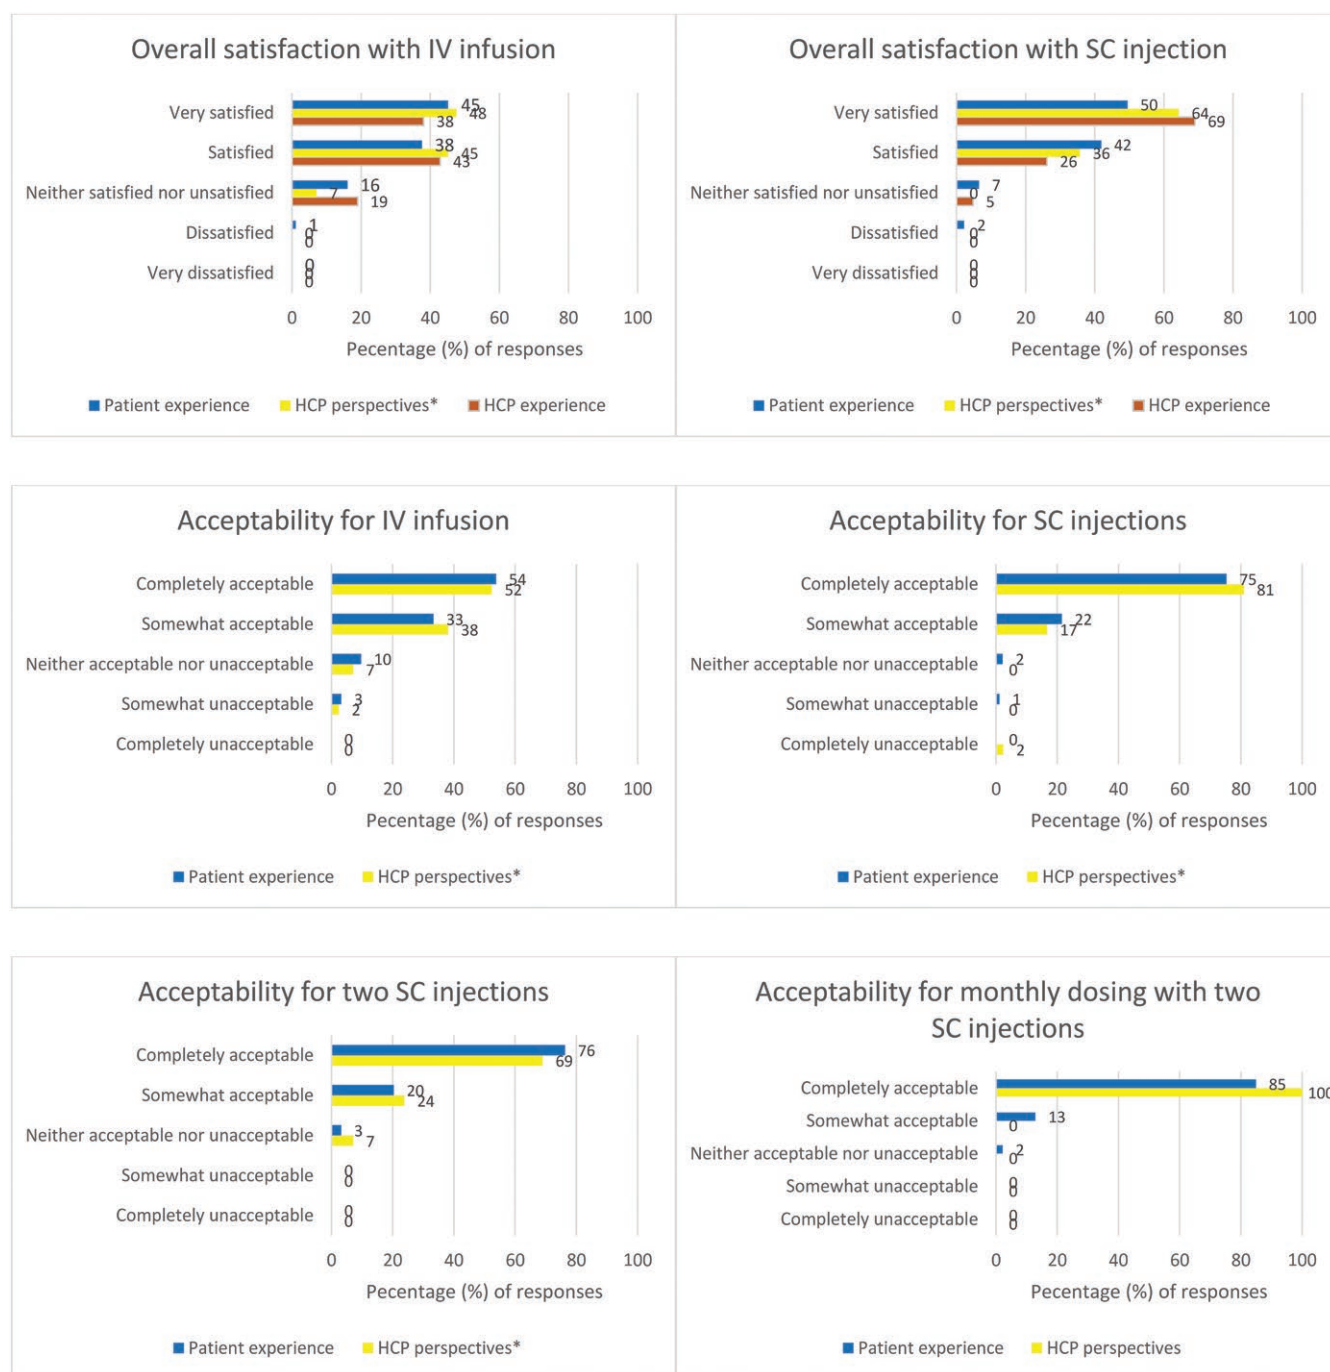 Overall satisfaction with IV infusion
Very satisfied
45
48
38
Satisfied
38
45
43
Neither satisfied nor unsatisfied
16
7
19
Dissatisfied
1
0
0
Very dissatisfied
0
0
0
0 20 40 60 80 100
Pecentage (%) of responses
Patient experience HCP perspectives* HCP experience
Overall satisfaction with SC injection
Very satisfied
50
64
69
Satisfied
42
36
26
Neither satisfied nor unsatisfied
7
0
5
Dissatisfied
2
0
0
Very dissatisfied
0
0
0
0 20 40 60 80 100
Pecentage (%) of responses
Patient experience HCP perspectives* HCP experience
Acceptability for IV infusion
Completely acceptable
54
52
Somewhat acceptable
33
38
Neither acceptable nor unacceptable
10
7
Somewhat unacceptable
3
2
Completely unacceptable
0
0
0 20 40 60 80 100
Pecentage (%) of responses
Patient experience HCP perspectives*
Acceptability for SC injections
Completely acceptable
75
81
Somewhat acceptable
22
17
Neither acceptable nor unacceptable
2
0
Somewhat unacceptable
1
0
Completely unacceptable
0
2
0 20 40 60 80 100
Pecentage (%) of responses
Patient experience HCP perspectives*
Acceptability for two SC injections
Completely acceptable
76
69
Somewhat acceptable
20
24
Neither acceptable nor unacceptable
3
7
Somewhat unacceptable
0
0
Completely unacceptable
0
0
0 20 40 60 80 100
Pecentage (%) of responses
Patient experience HCP perspectives*
Acceptability for monthly dosing with two
SC injections
Completely acceptable
85
100
Somewhat acceptable
13
0
Neither acceptable nor unacceptable
2
0
Somewhat unacceptable
0
0
Completely unacceptable
0
0
0 20 40 60 80 100
Pecentage (%) of responses
Patient experience HCP perspectives